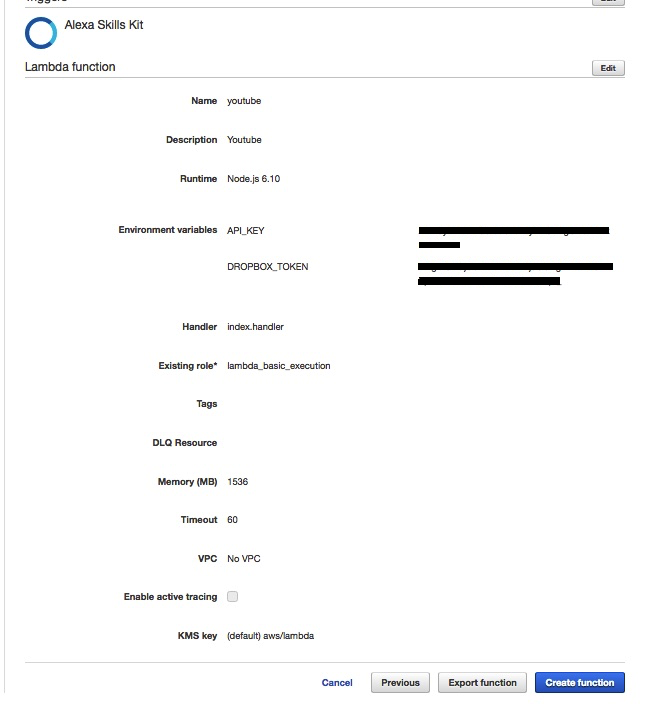 Alexa Skills Kit
Lambda function Edit
Name youtube
Description Youtube
Runtime Node.js 6.10
Environment variables API_KEY
DROPBOX_TOKEN
Handler index.handler
Existing role* lambda_basic_execution
Tags
DLQ Resource
Memory (MB) 1536
Timeout 60
VPC No VPC
Enable active tracing
KMS key (default) aws/lambda
Cancel Previous Export function Create function